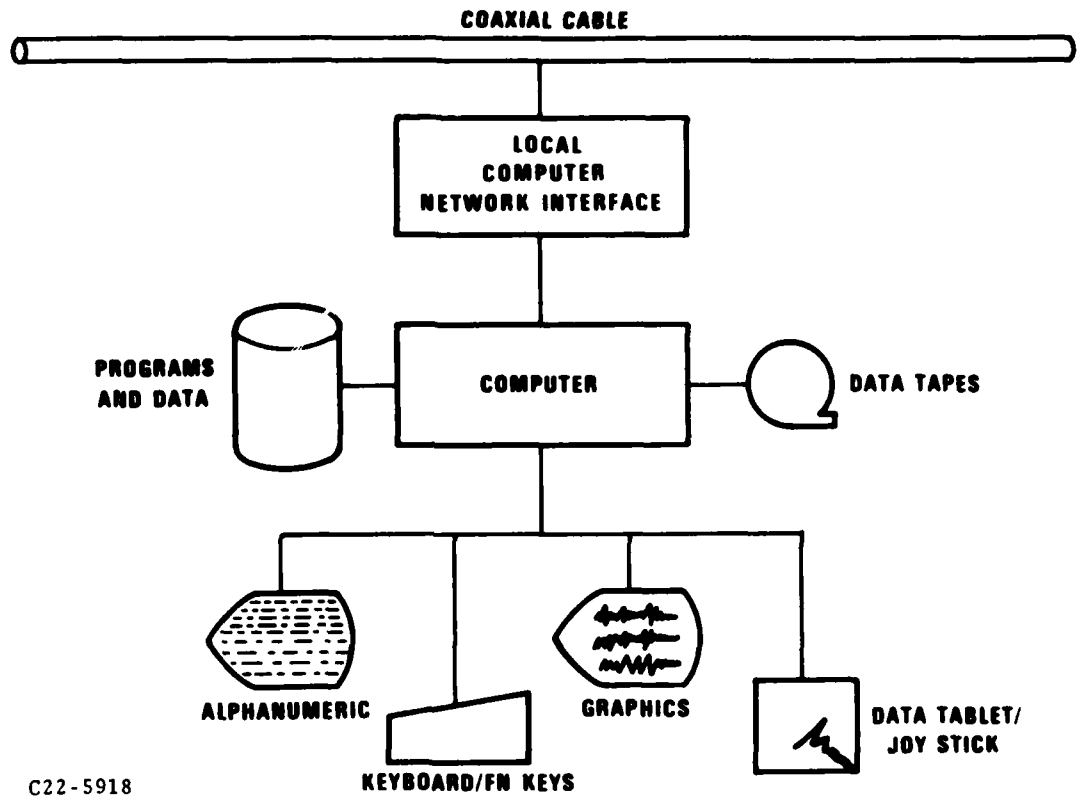 COAXIAL CABLE
LOCAL
COMPUTER
NETWORK INTERFACE
PROGRAMS
AND DATA
COMPUTER
DATA TAPES
ALPHANUMERIC
KEYBOARD/FN KEYS
GRAPHICS
DATA TABLET/
JOY STICK
C22-5918